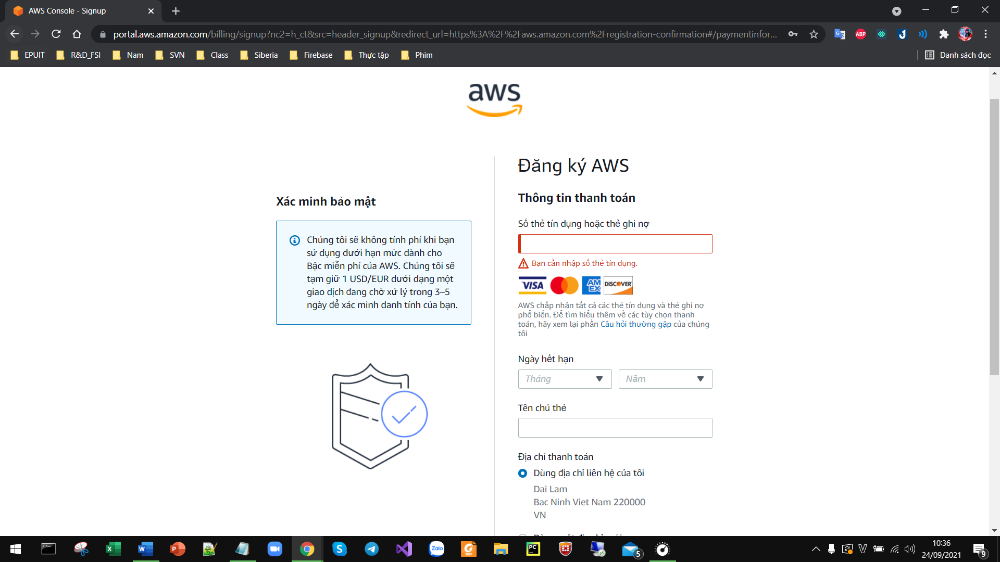 AWS Console - Signup
portal.aws.amazon.com/billing/signup?nc2=h_ct&src=header_signup&redirect_url=https%3A%2F%2Faws.amazon.com%2Fregistration-confirmation#/paymentinfor...
ABP
EPUIT
R&D_FSI
Nam
SVN
Class
Siberia
Firebase
Thực tập
Phim
Danh sách đọc
aws
Đăng ký AWS
Xác minh bảo mật
Chúng tôi sẽ không tính phí khi bạn
sử dụng dưới hạn mức dành cho
Bậc miễn phí của AWS. Chúng tôi sẽ
tạm giữ 1 USD/EUR dưới dạng một
giao dịch đang chờ xử lý trong 3–5
ngày để xác minh danh tính của bạn.
Thông tin thanh toán
Số thẻ tín dụng hoặc thẻ ghi nợ
Bạn cần nhập số thẻ tín dụng.
VISA
AM
EX
DISCOVER
AWS chấp nhận tất cả các thẻ tín dụng và thẻ ghi nợ
phổ biến. Để tìm hiểu thêm về các tùy chọn thanh
toán, hãy xem lại phần Câu hỏi thường gặp của chúng
tôi
Ngày hết hạn
Tháng
Năm
Tên chủ thẻ
Địa chỉ thanh toán
Dùng địa chỉ liên hệ của tôi
Dai Lam
Bac Ninh Viet Nam 220000
VN
Zalo
PDF
PC
5
V
10:36
24/09/2021
9